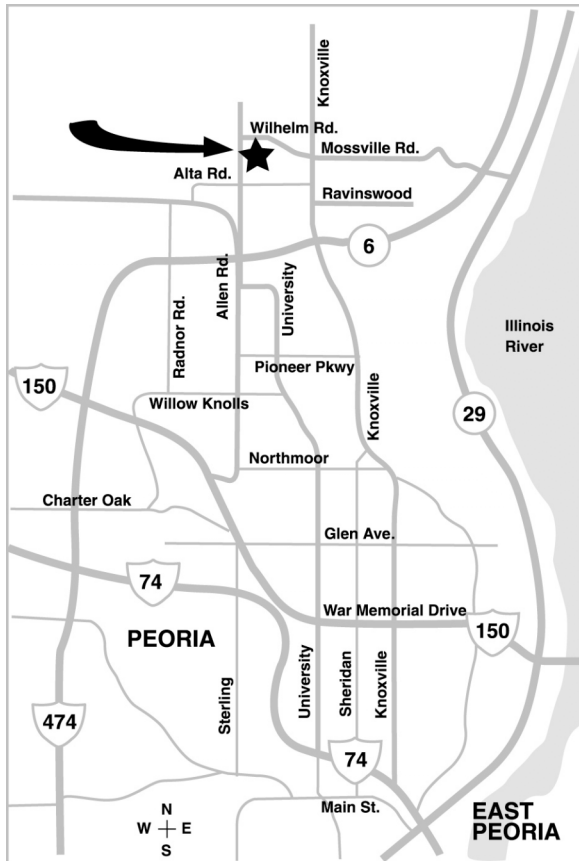 Knoxville
Wilhelm Rd.
Mossville Rd.
Alta Rd.
Ravinswood
6
Allen Rd.
University
Radnor Rd.
Illinois
River
Pioneer Pkwy
150
Willow Knolls
Knoxville
29
Northmoor
Charter Oak
Glen Ave.
74
War Memorial Drive
150
PEORIA
Sterling
University
Sheridan
Knoxville
474
74
Main St.
EAST
PEORIA
N
W E
S